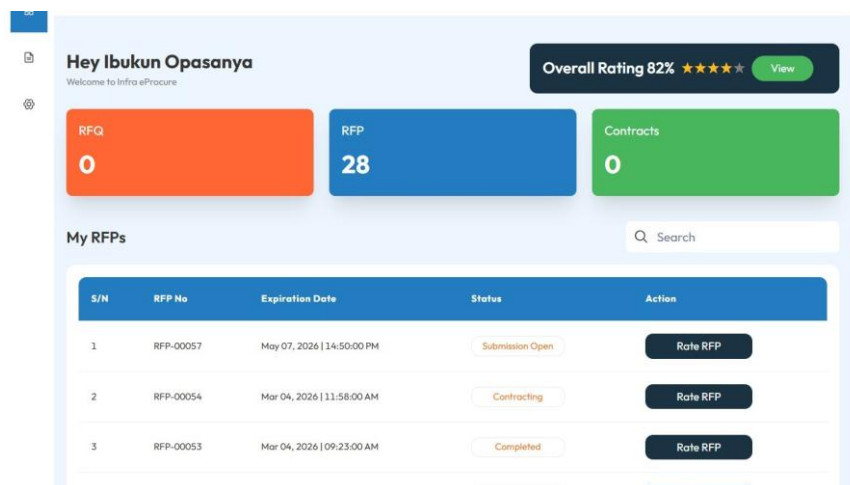 Hey Ibukun Opasanya
Welcome to Infra eProcure
Overall Rating 82%
View
RFQ
0
RFP
28
Contracts
0
My RFPs
Search
S/N RFP No Expiration Date Status Action
1 RFP-00057 May 07, 2026 | 14:50:00 PM Submission Open Rate RFP
2 RFP-00054 Mar 04, 2026 | 11:58:00 AM Contracting Rate RFP
3 RFP-00053 Mar 04, 2026 | 09:23:00 AM Completed Rate RFP